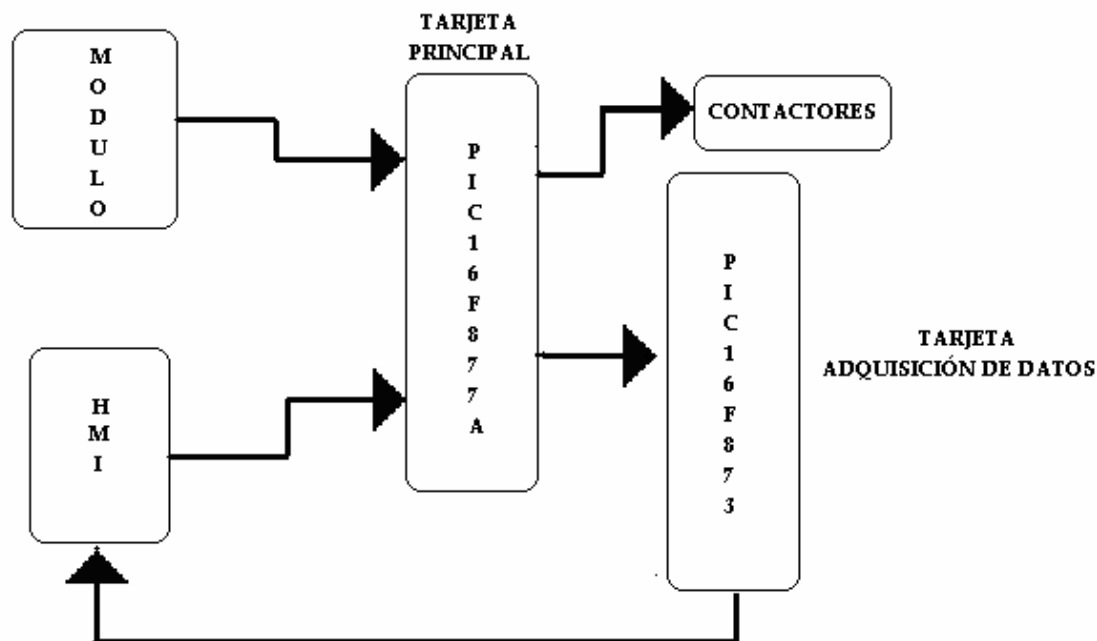 MODULO
TARJETA
PRINCIPAL
PIC16F877A
CONTACTORES
HMI
PIC16F873
TARJETA
ADQUISICIÓN DE DATOS